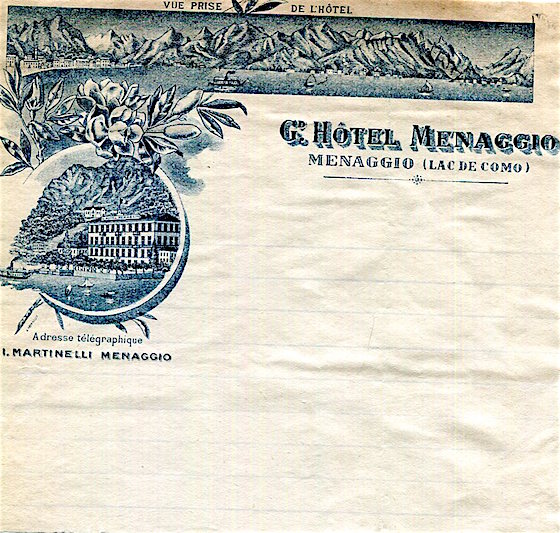 VUE PRISE DE L'HÔTEL
GD. HÔTEL MENAGGIO
MENAGGIO (LAC DE COMO)
Adresse télégraphique
I. MARTINELLI MENAGGIO